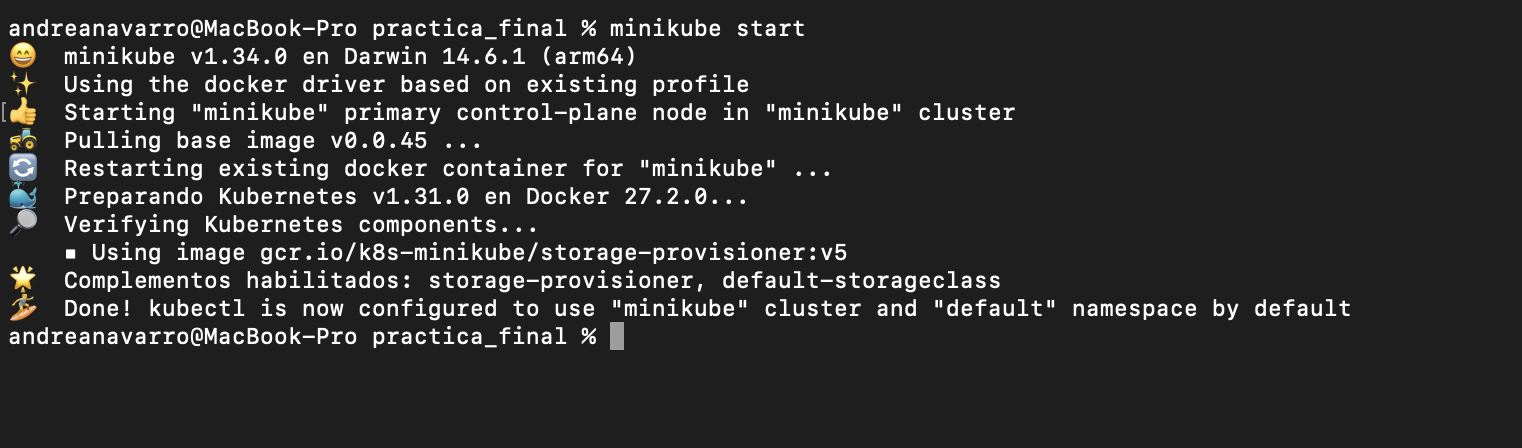 andreanavarro@MacBook-Pro practica_final % minikube start
😄 minikube v1.34.0 en Darwin 14.6.1 (arm64)
✨ Using the docker driver based on existing profile
[👍 Starting "minikube" primary control-plane node in "minikube" cluster
🚜 Pulling base image v0.0.45 ...
🔄 Restarting existing docker container for "minikube" ...
🐳 Preparando Kubernetes v1.31.0 en Docker 27.2.0...
🔎 Verifying Kubernetes components...
▪ Using image gcr.io/k8s-minikube/storage-provisioner:v5
🌟 Complementos habilitados: storage-provisioner, default-storageclass
🏄 Done! kubectl is now configured to use "minikube" cluster and "default" namespace by default
andreanavarro@MacBook-Pro practica_final %